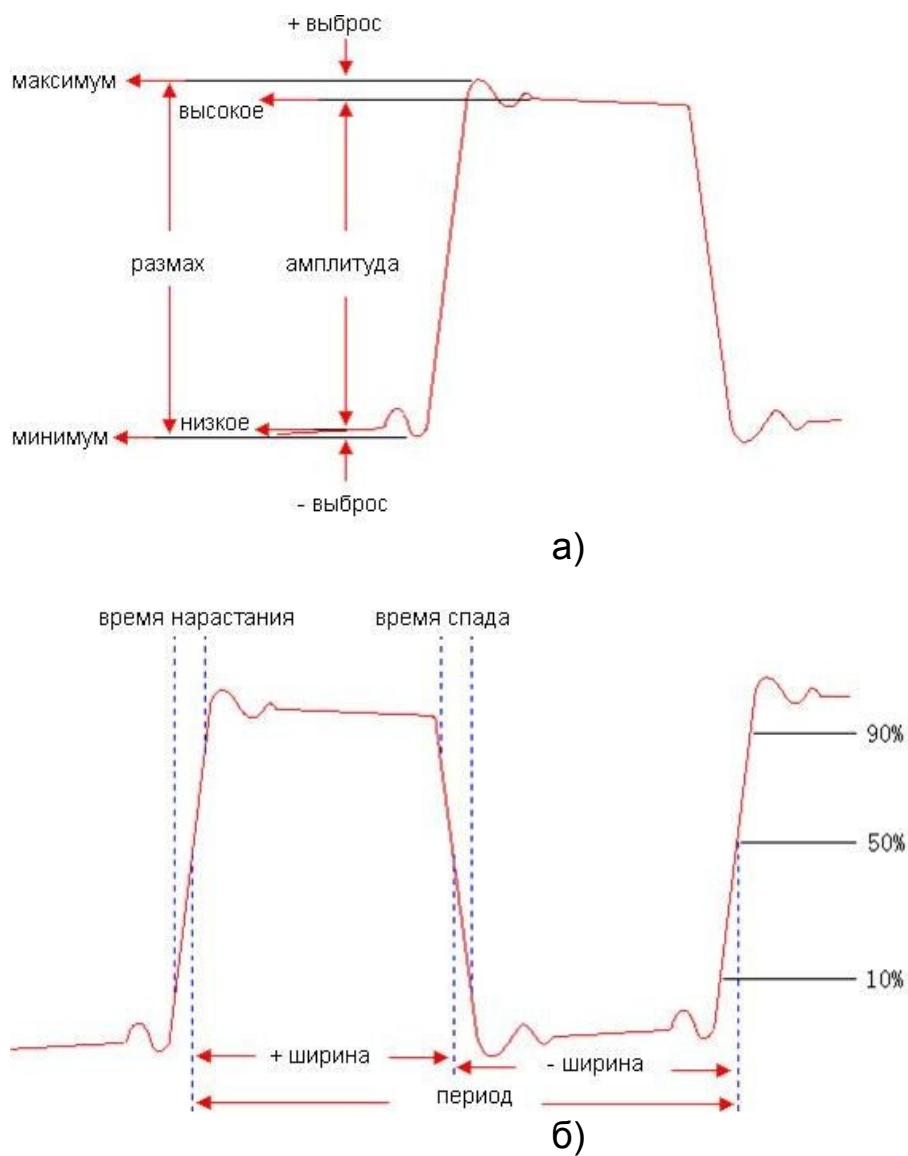 + выброс
максимум
высокое
размах
амплитуда
низкое
минимум
- выброс
а)
время нарастания
время спада
90%
50%
10%
+ ширина
- ширина
период
б)